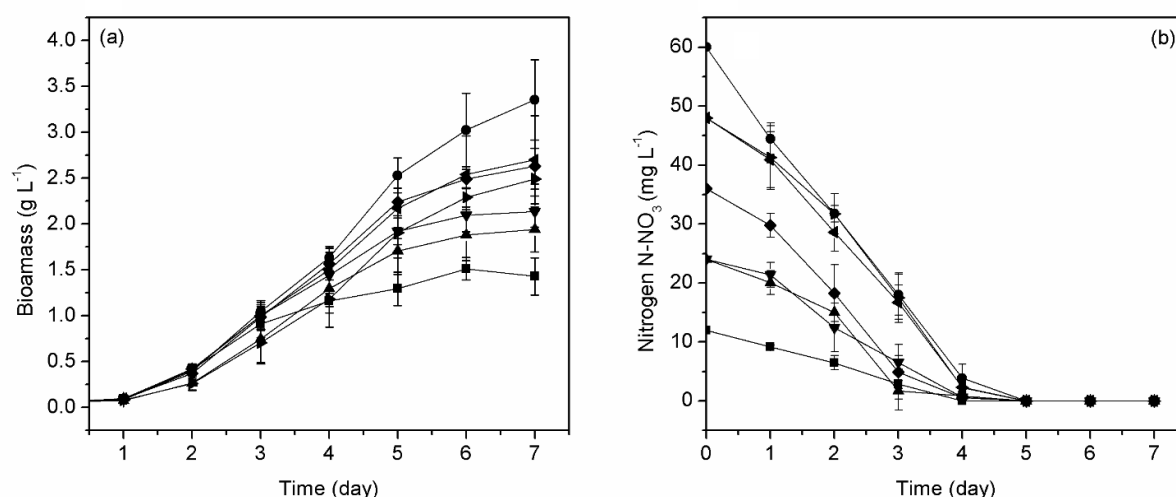 (a)
4.0
3.5
3.0
2.5
2.0
1.5
1.0
0.5
0.0
Bioamass (g L⁻¹)
1 2 3 4 5 6 7
Time (day)
(b)
60
50
40
30
20
10
0
Nitrogen N-NO₃ (mg L⁻¹)
0 1 2 3 4 5 6 7
Time (day)